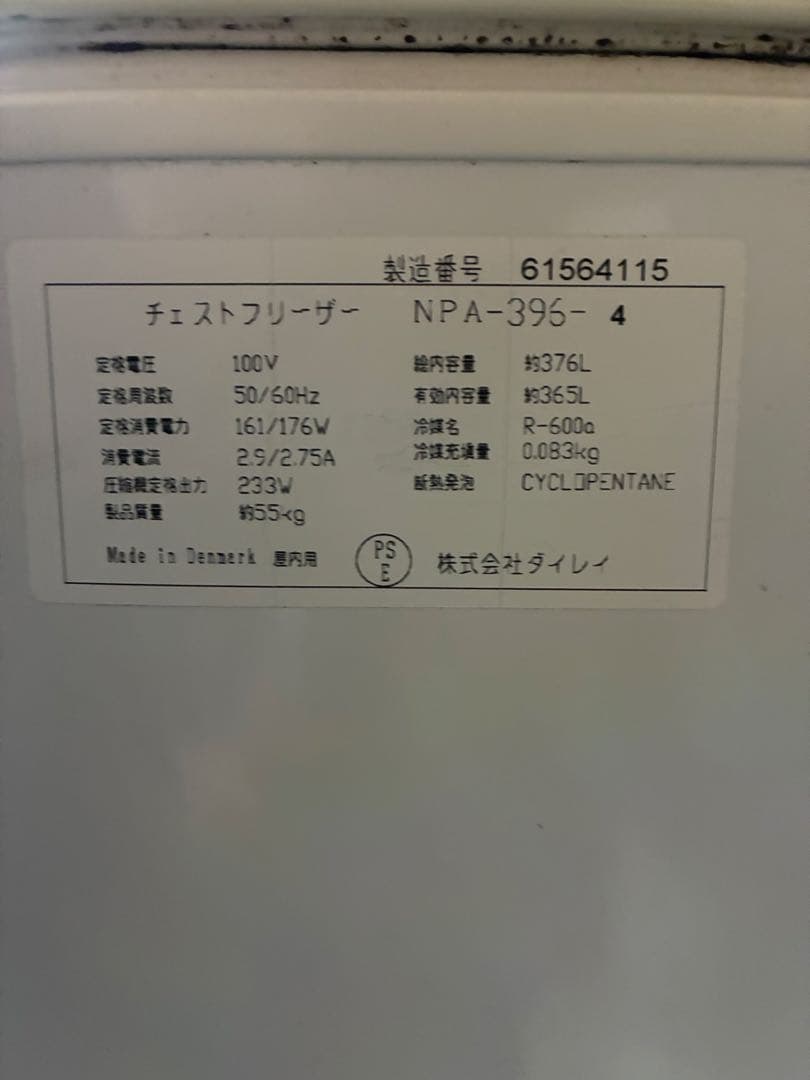 製造番号 61564115
チェストフリーザー NPA-396- 4
定格電圧 100V 総内容量 約376L
定格周波数 50/60Hz 有効内容量 約365L
定格消費電力 161/176W 冷媒名 R-600a
消費電流 2.9/2.75A 冷媒充填量 0.083kg
圧縮機定格出力 233W 断熱発泡 CYCLOPENTANE
製品質量 約55kg
Made in Denmark 屋内用 PSE 株式会社ダイレイ